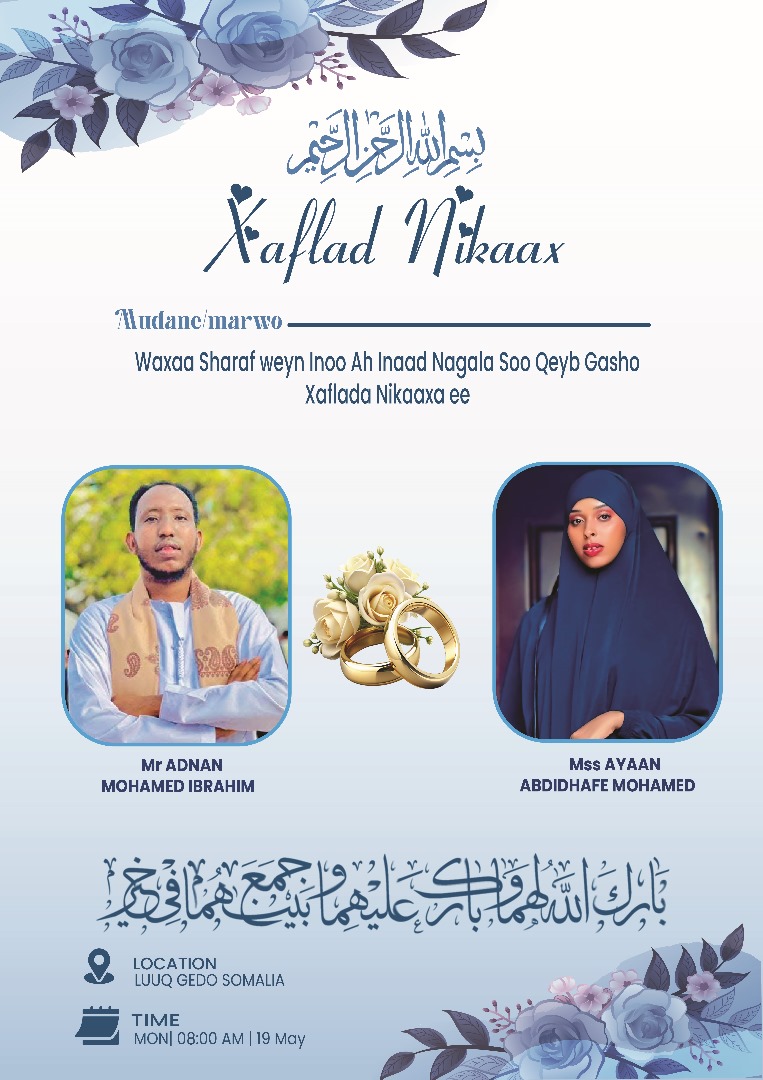 بسم الله الرحمن الرحيم
Xaflad Nikaax
Mudane/marwo
Waxaa Sharaf weyn Inoo Ah Inaad Nagala Soo Qeyb Gasho
Xaflada Nikaaxa ee
Mr ADNAN
MOHAMED IBRAHIM
Mss AYAAN
ABDIDHAFE MOHAMED
بارك الله لهما وبارك عليهما وجمع بينهما في خير
LOCATION
LUUQ GEDO SOMALIA
TIME
MON| 08:00 AM | 19 May